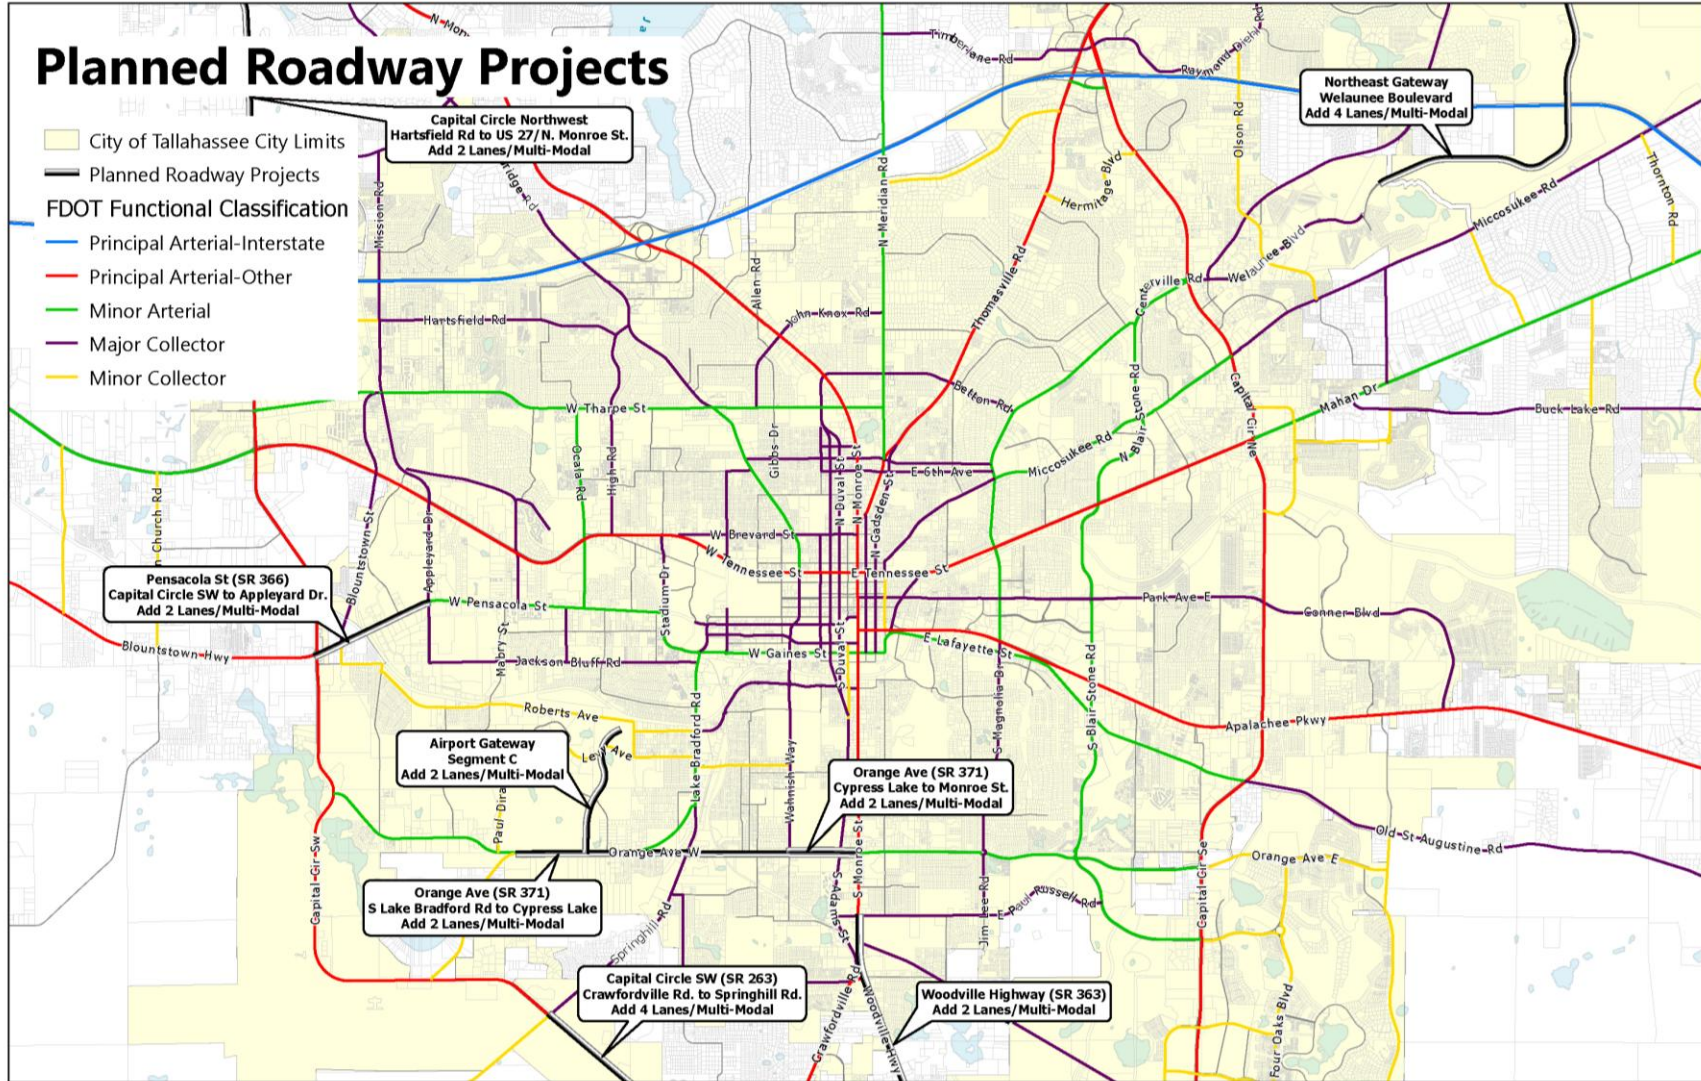 Planned Roadway Projects
City of Tallahassee City Limits
Planned Roadway Projects
FDOT Functional Classification
Principal Arterial-Interstate
Principal Arterial-Other
Minor Arterial
Major Collector
Minor Collector
Capital Circle Northwest
Hartsfield Rd to US 27/N. Monroe St.
Add 2 Lanes/Multi-Modal
Northeast Gateway
Welaunee Boulevard
Add 4 Lanes/Multi-Modal
Timberlane Rd
Raymond Diehl Rd
Olson Rd
Thornton Rd
Miccosukee Rd
Mission Rd
N Meridian Rd
Hermitage Blvd
Allen Rd
Thomasville Rd
Centerville Rd
Welaunee Blvd
Hartsfield Rd
John Knox Rd
Betton Rd
N Blair Stone Rd
Capital Cir Ne
Mahan Dr
Buck Lake Rd
W Tharpe St
Gibbs Dr
Ocala Rd
High Rd
N Duval St
N Monroe St
N Gadsden St
E 6th Ave
Miccosukee Rd
Church Rd
Blountstown St
Appleyard Dr
W Brevard St
W Tennessee St
E Tennessee St
Pensacola St (SR 366)
Capital Circle SW to Appleyard Dr.
Add 2 Lanes/Multi-Modal
W Pensacola St
Stadium Dr
Park Ave E
Conner Blvd
Blountstown Hwy
Mabry St
Jackson Bluff Rd
W Gaines St
S Duval St
E Lafayette St
S Magnolia Dr
S Blair Stone Rd
Apalachee Pkwy
Roberts Ave
Lake Bradford Rd
Wahnish Way
Airport Gateway
Segment C
Add 2 Lanes/Multi-Modal
Ave
Orange Ave (SR 371)
Cypress Lake to Monroe St.
Add 2 Lanes/Multi-Modal
Capital Cir Sw
Paul Dira
Orange Ave W
S Monroe St
Old St Augustine Rd
Orange Ave E
Capital Cir Se
Orange Ave (SR 371)
S Lake Bradford Rd to Cypress Lake
Add 2 Lanes/Multi-Modal
Springhill Rd
S Adams St
Jim Lee Rd
E Paul Russell Rd
Capital Circle SW (SR 263)
Crawfordville Rd. to Springhill Rd.
Add 4 Lanes/Multi-Modal
Crawfordville Rd
Woodville Hwy
Woodville Highway (SR 363)
Add 2 Lanes/Multi-Modal
Four Oaks Blvd